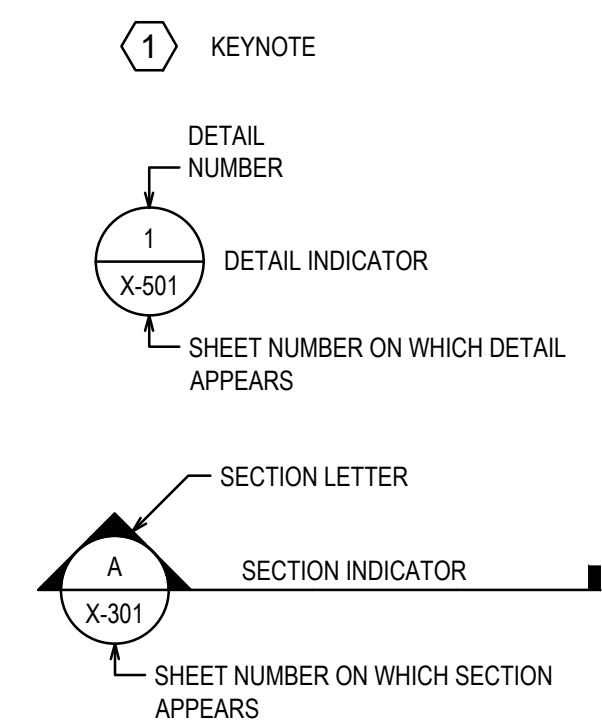 1 KEYNOTE
DETAIL
NUMBER
1
X-501
DETAIL INDICATOR
SHEET NUMBER ON WHICH DETAIL
APPEARS
SECTION LETTER
A
SECTION INDICATOR
X-301
SHEET NUMBER ON WHICH SECTION
APPEARS